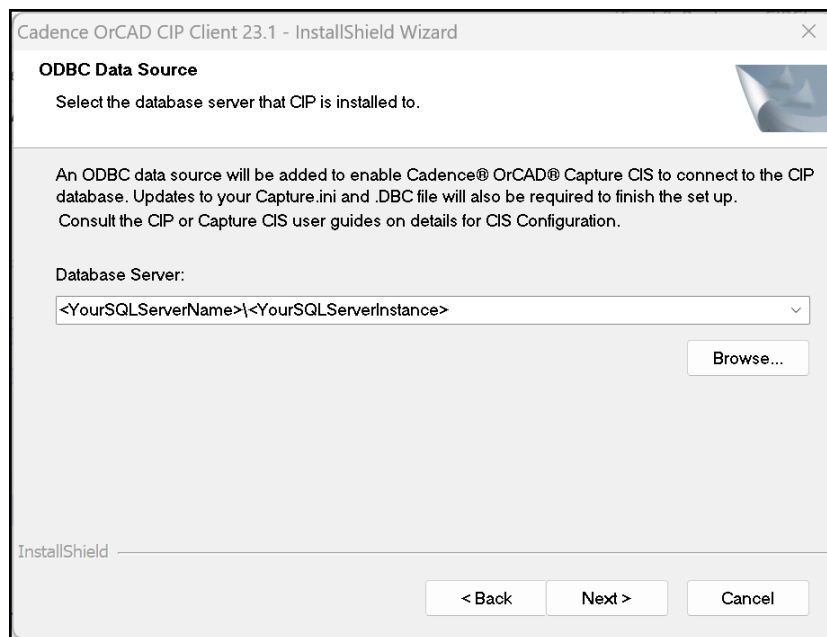 Cadence OrCAD CIP Client 23.1 - InstallShield Wizard
ODBC Data Source
Select the database server that CIP is installed to.
An ODBC data source will be added to enable Cadence® OrCAD® Capture CIS to connect to the CIP
database. Updates to your Capture.ini and .DBC file will also be required to finish the set up.
Consult the CIP or Capture CIS user guides on details for CIS Configuration.
Database Server:
<YourSQLServerName>\<YourSQLServerInstance>
Browse...
InstallShield
< Back
Next >
Cancel